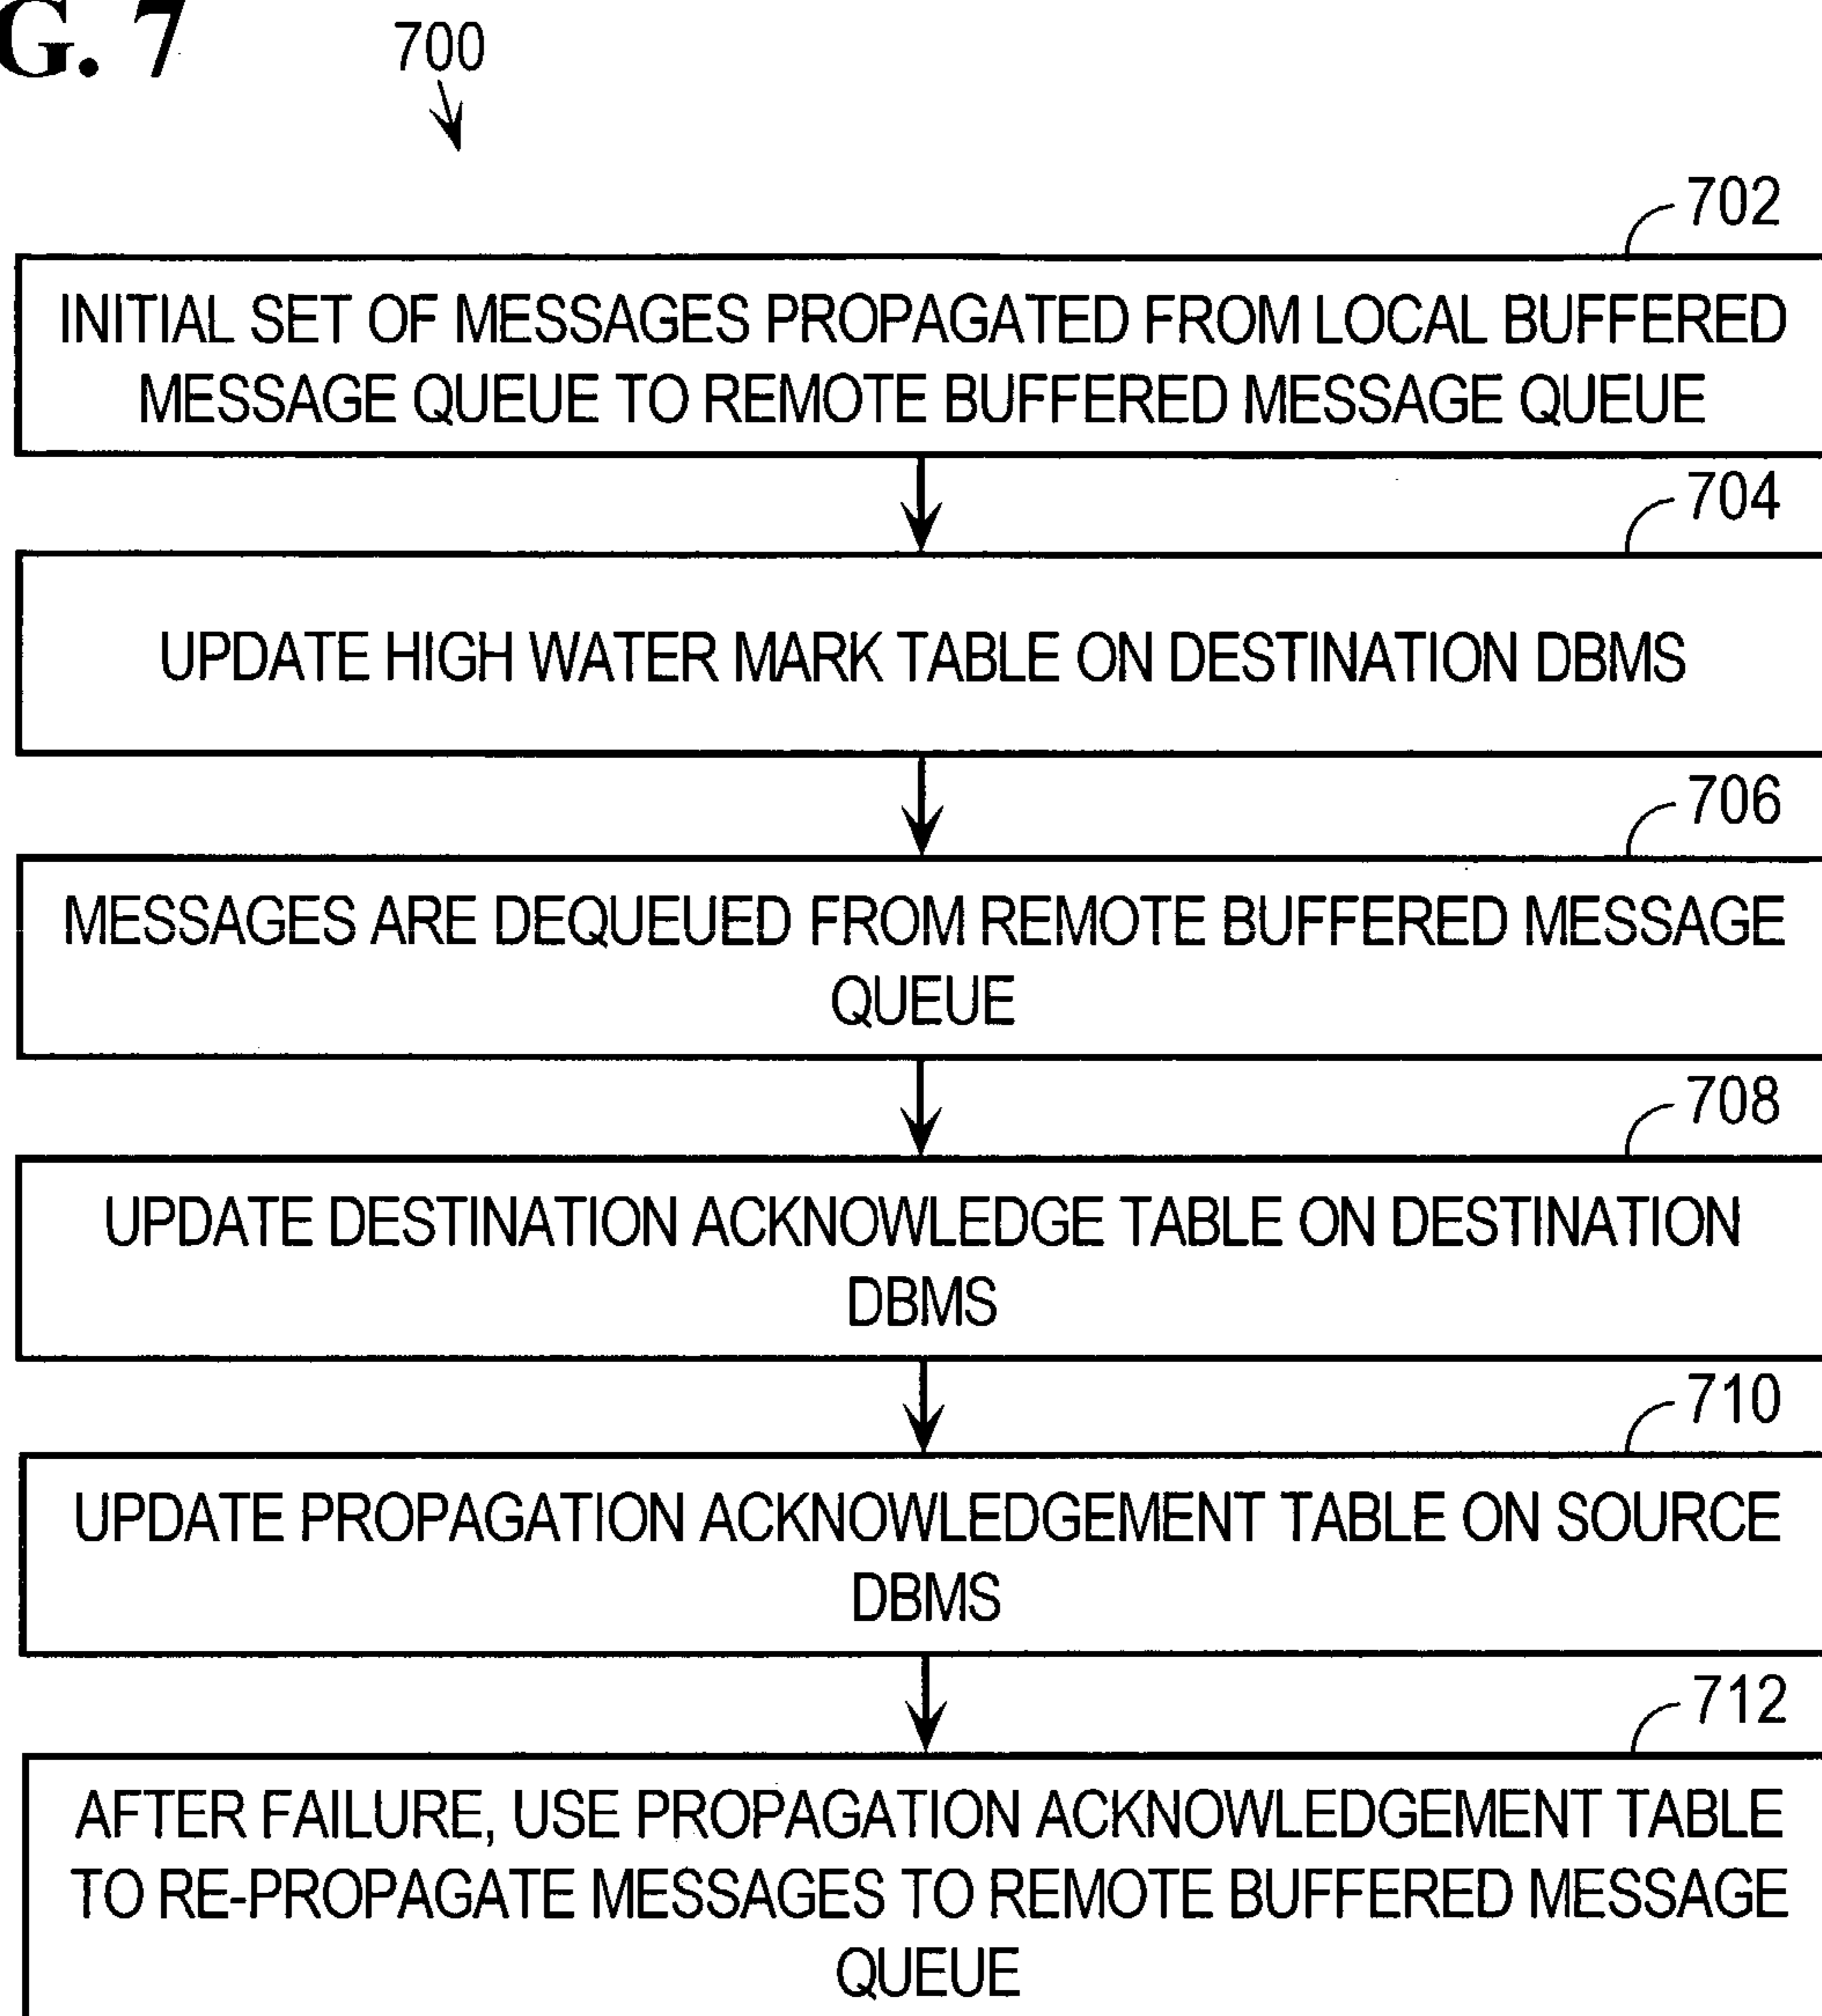 G. 7
700
702
INITIAL SET OF MESSAGES PROPAGATED FROM LOCAL BUFFERED
MESSAGE QUEUE TO REMOTE BUFFERED MESSAGE QUEUE
704
UPDATE HIGH WATER MARK TABLE ON DESTINATION DBMS
706
MESSAGES ARE DEQUEUED FROM REMOTE BUFFERED MESSAGE
QUEUE
708
UPDATE DESTINATION ACKNOWLEDGE TABLE ON DESTINATION
DBMS
710
UPDATE PROPAGATION ACKNOWLEDGEMENT TABLE ON SOURCE
DBMS
712
AFTER FAILURE, USE PROPAGATION ACKNOWLEDGEMENT TABLE
TO RE-PROPAGATE MESSAGES TO REMOTE BUFFERED MESSAGE
QUEUE